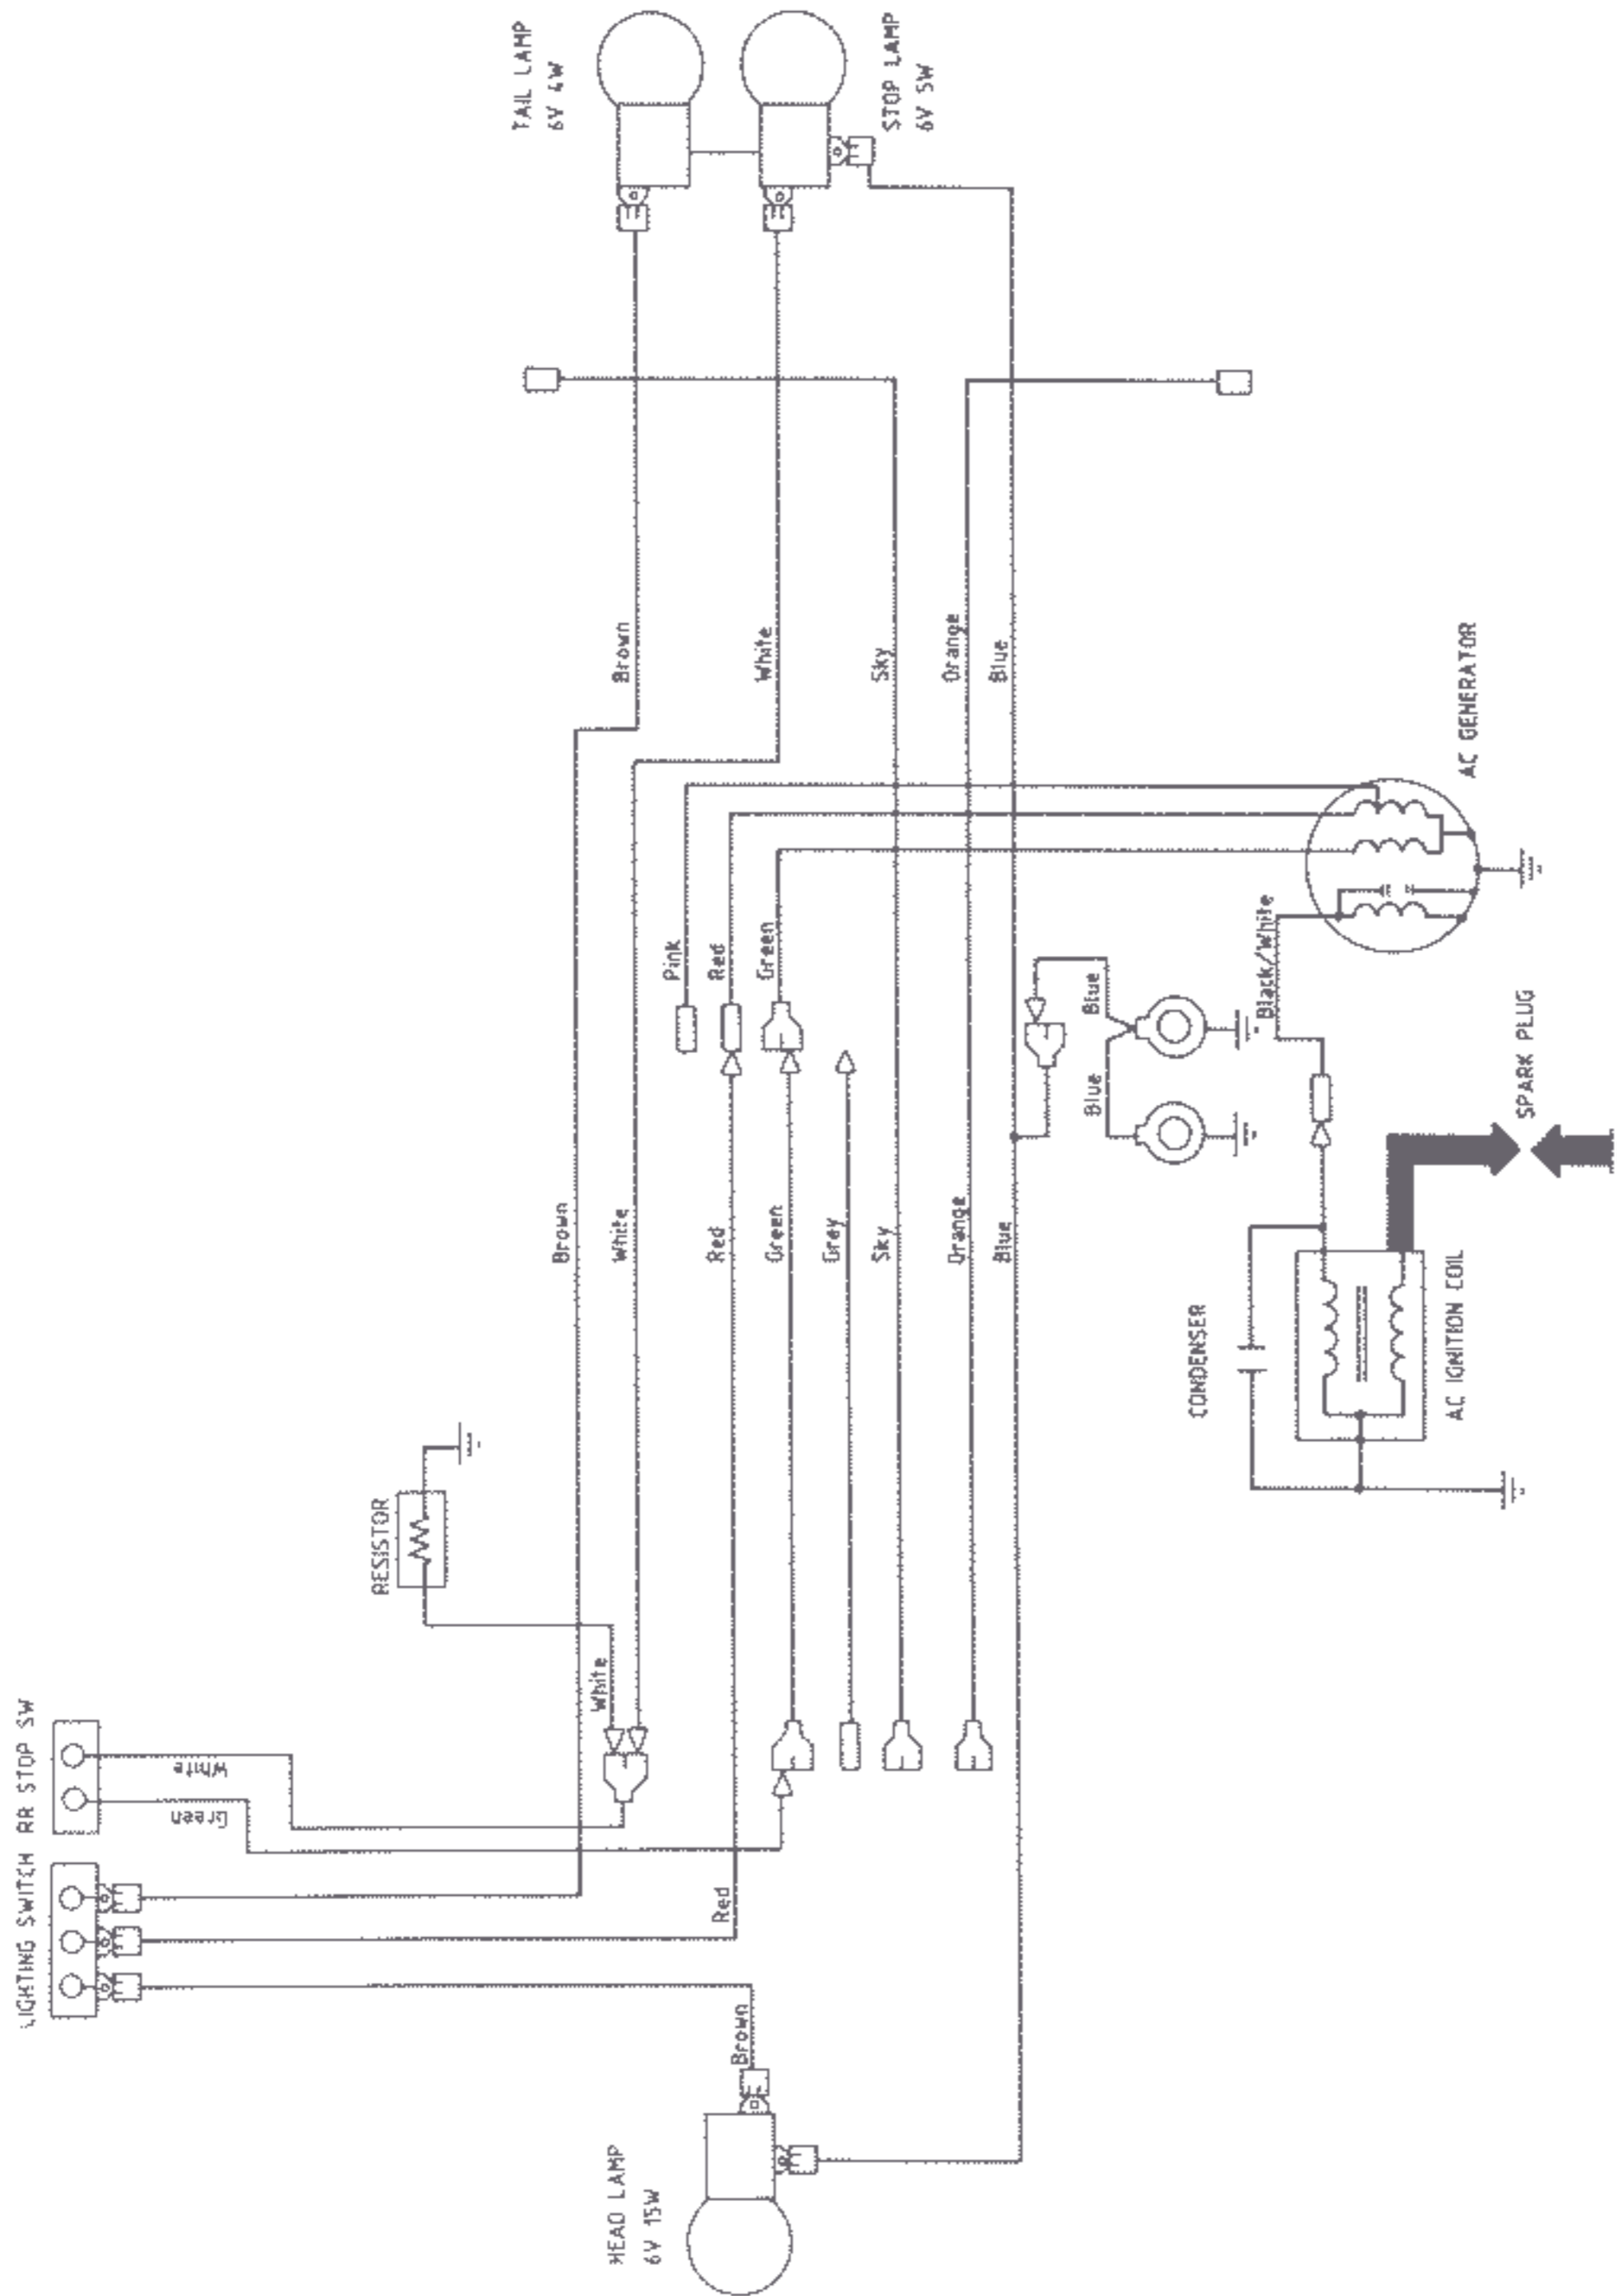 TAIL LAMP
6V 4W
STOP LAMP
6V 5W
Brown
White
Sky
Orange
Blue
AC GENERATOR
Pink
Red
Green
Black/White
Blue
Blue
SPARK PLUG
Brown
White
Red
Green
Grey
Sky
Orange
Blue
CONDENSER
AC IGNITION COIL
RESISTOR
White
RR STOP SW
White
Green
LIGHTING SWITCH
Red
Brown
HEAD LAMP
6V 15W